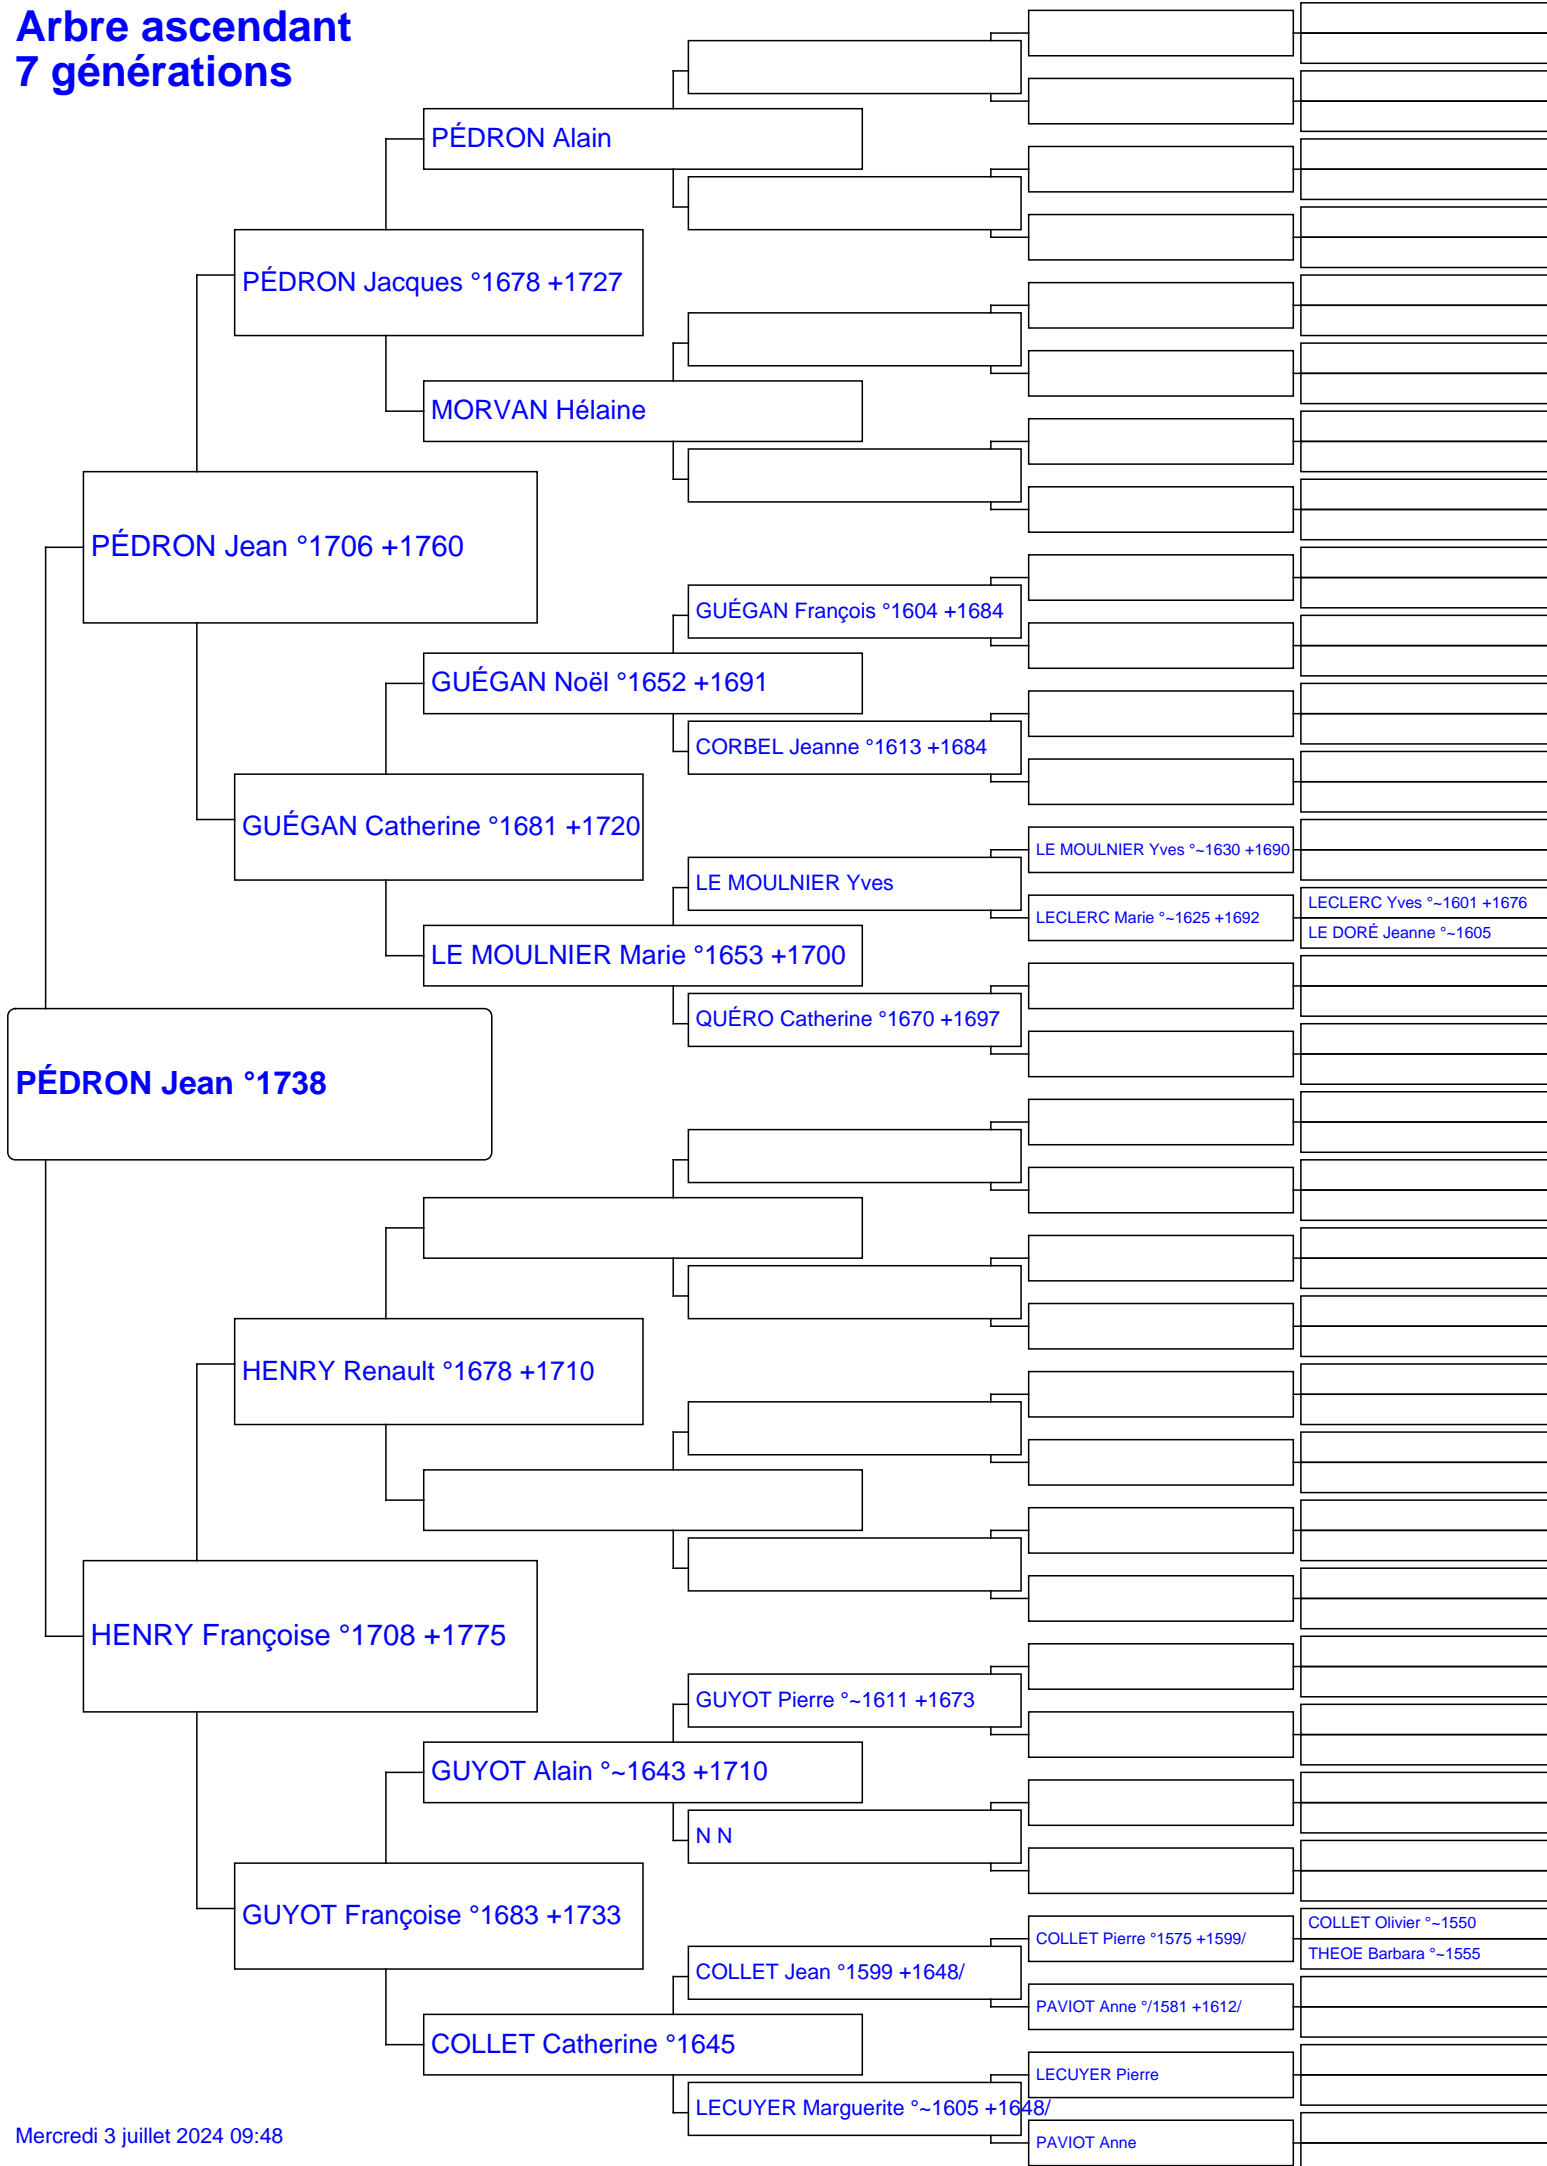 Arbre ascendant
7 générations
PÉDRON Alain
PÉDRON Jacques °1678 +1727
MORVAN Hélaine
PÉDRON Jean °1706 +1760
GUÉGAN François °1604 +1684
GUÉGAN Noël °1652 +1691
CORBEL Jeanne °1613 +1684
GUÉGAN Catherine °1681 +1720
LE MOULNIER Yves °~1630 +1690
LE MOULNIER Yves
LECLERC Yves °~1601 +1676
LECLERC Marie °~1625 +1692
LE DORÉ Jeanne °~1605
LE MOULNIER Marie °1653 +1700
QUÉRO Catherine °1670 +1697
PÉDRON Jean °1738
HENRY Renault °1678 +1710
HENRY Françoise °1708 +1775
GUYOT Pierre °~1611 +1673
GUYOT Alain °~1643 +1710
N N
GUYOT Françoise °1683 +1733
COLLET Olivier °~1550
COLLET Pierre °1575 +1599/
THEOE Barbara °~1555
COLLET Jean °1599 +1648/
PAVIOT Anne °/1581 +1612/
COLLET Catherine °1645
LECUYER Pierre
LECUYER Marguerite °~1605 +1648/
PAVIOT Anne
Mercredi 3 juillet 2024 09:48